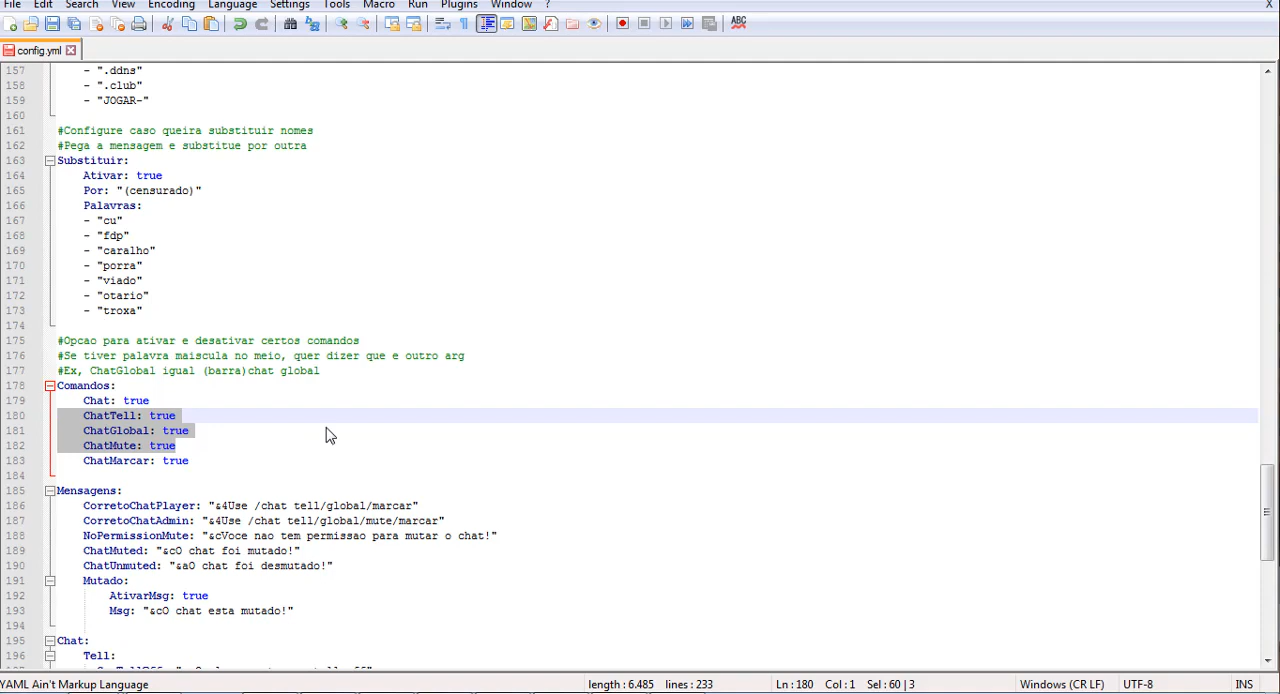 File Edit Search View Encoding Language Settings Tools Macro Run Plugins Window ? X
ABC
config.yml
157 - ".ddns"
158 - ".club"
159 - "JOGAR-"
160
161 #Configure caso queira substituir nomes
162 #Pega a mensagem e substitue por outra
163 Substituir:
164 Ativar: true
165 Por: "(censurado)"
166 Palavras:
167 - "cu"
168 - "fdp"
169 - "caralho"
170 - "porra"
171 - "viado"
172 - "otario"
173 - "troxa"
174
175 #Opcao para ativar e desativar certos comandos
176 #Se tiver palavra maiscula no meio, quer dizer que e outro arg
177 #Ex, ChatGlobal igual (barra)chat global
178 Comandos:
179 Chat: true
180 ChatTell: true
181 ChatGlobal: true
182 ChatMute: true
183 ChatMarcar: true
184
185 Mensagens:
186 CorretoChatPlayer: "&4Use /chat tell/global/marcar"
187 CorretoChatAdmin: "&4Use /chat tell/global/mute/marcar"
188 NoPermissionMute: "&cVoce nao tem permissao para mutar o chat!"
189 ChatMuted: "&cO chat foi mutado!"
190 ChatUnmuted: "&aO chat foi desmutado!"
191 Mutado:
192 AtivarMsg: true
193 Msg: "&cO chat esta mutado!"
194
195 Chat:
196 Tell:
YAML Ain't Markup Language length : 6.485 lines : 233 Ln : 180 Col : 1 Sel : 60 | 3 Windows (CR LF) UTF-8 INS